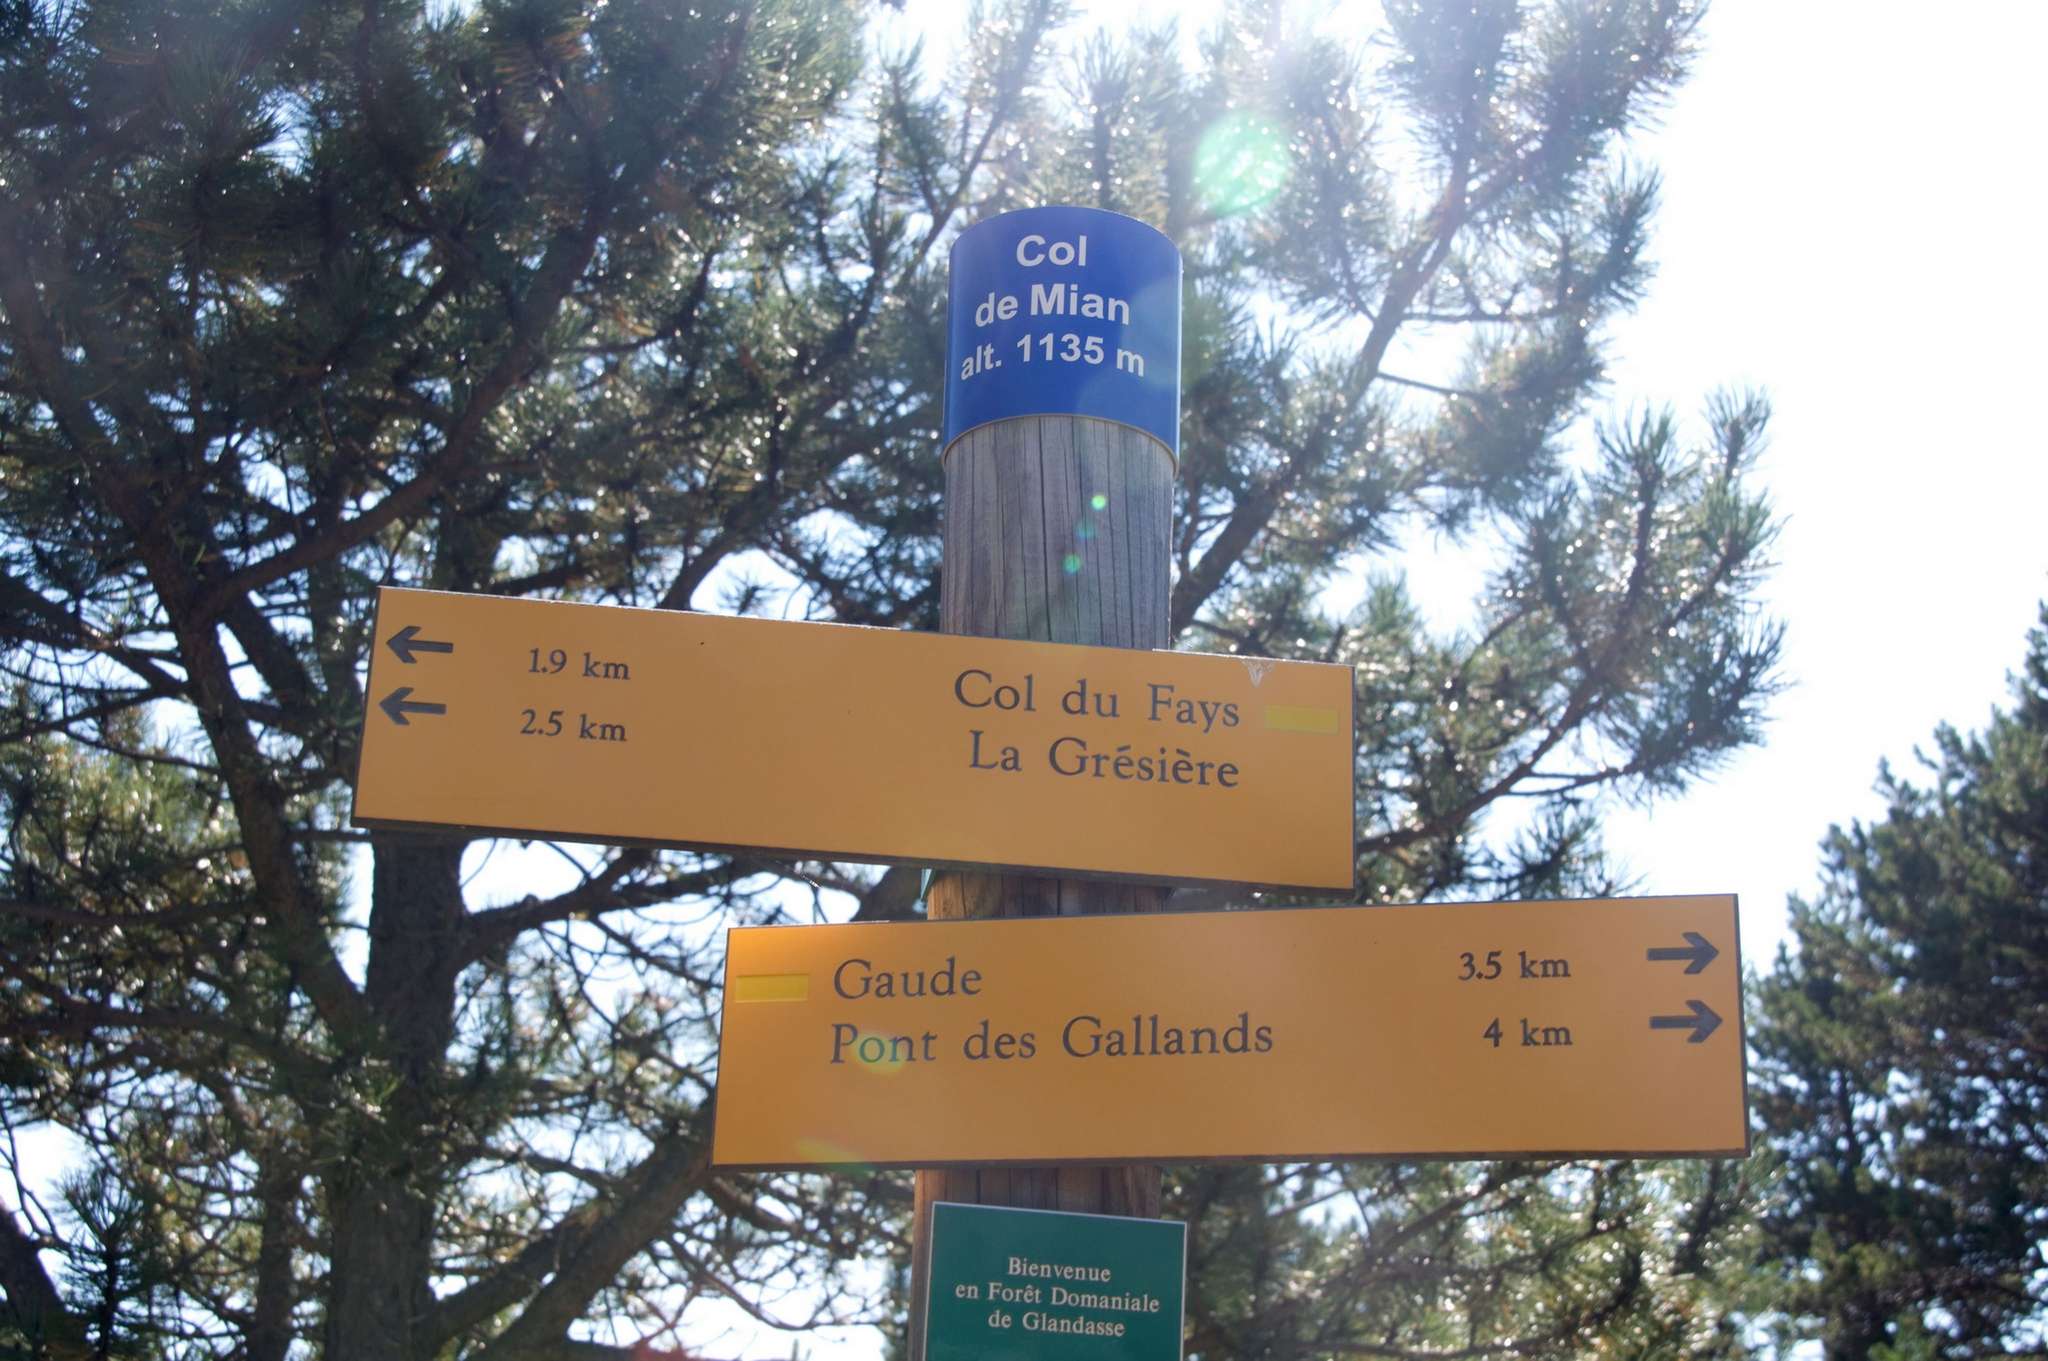 Col
de Mian
alt. 1135 m
1.9 km Col du Fays
2.5 km La Grésière
Gaude 3.5 km
Pont des Gallands 4 km
Bienvenue
en Forêt Domaniale
de Glandasse